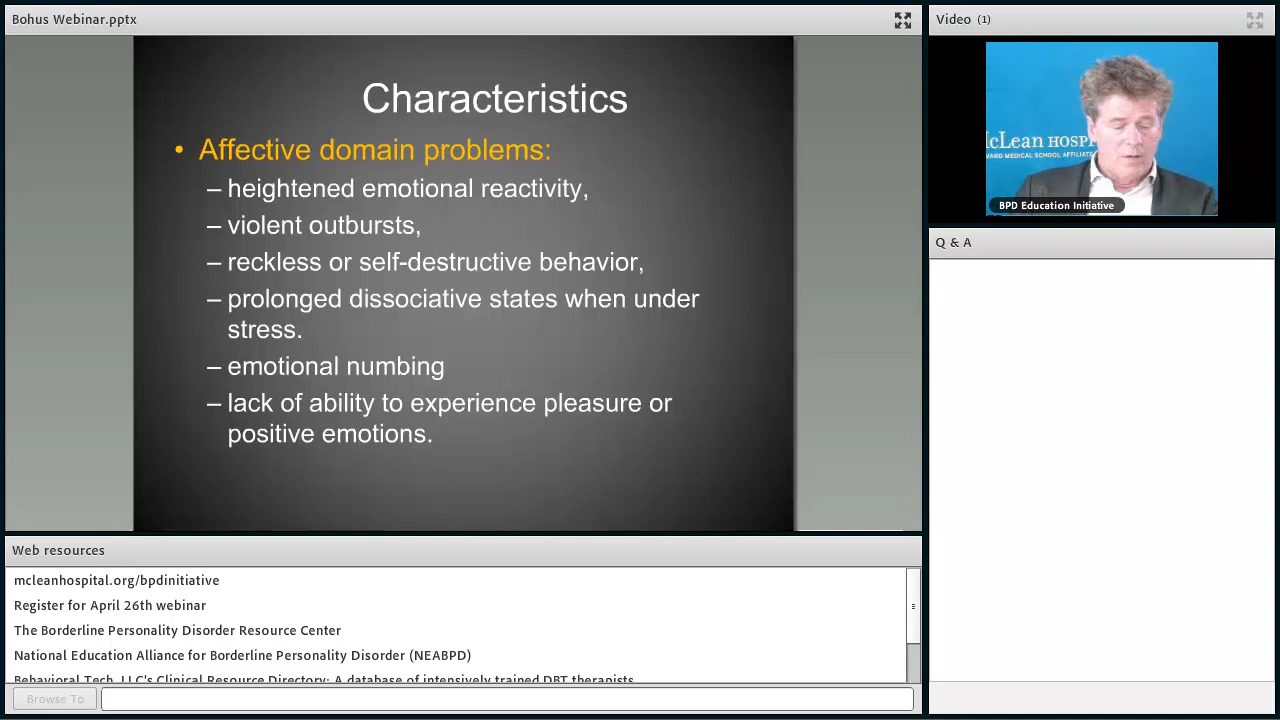 Bohus Webinar.pptx
Characteristics
• Affective domain problems:
– heightened emotional reactivity,
– violent outbursts,
– reckless or self-destructive behavior,
– prolonged dissociative states when under
stress.
– emotional numbing
– lack of ability to experience pleasure or
positive emotions.
Web resources
mcleanhospital.org/bpdinitiative
Register for April 26th webinar
The Borderline Personality Disorder Resource Center
National Education Alliance for Borderline Personality Disorder (NEABPD)
Behavioral Tech, LLC's Clinical Resource Directory: A database of intensively trained DBT therapists
Browse To
Video (1)
cLean HOSP
VARD MEDICAL SCHOOL AFFILIATE
BPD Education Initiative
Q & A